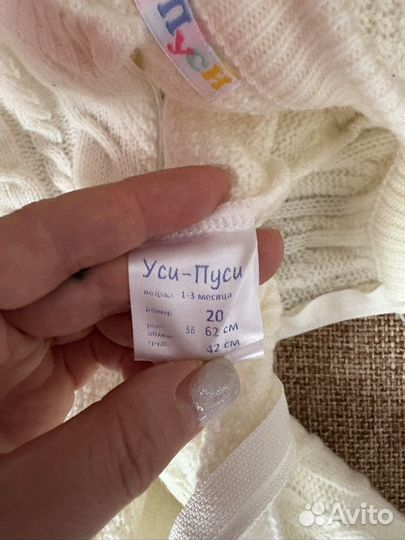 Пуси
Уси-Пуси
возраст 1-3 месяца
размер 20
рост 56 62 см
обхват
груди 42 см
Avito